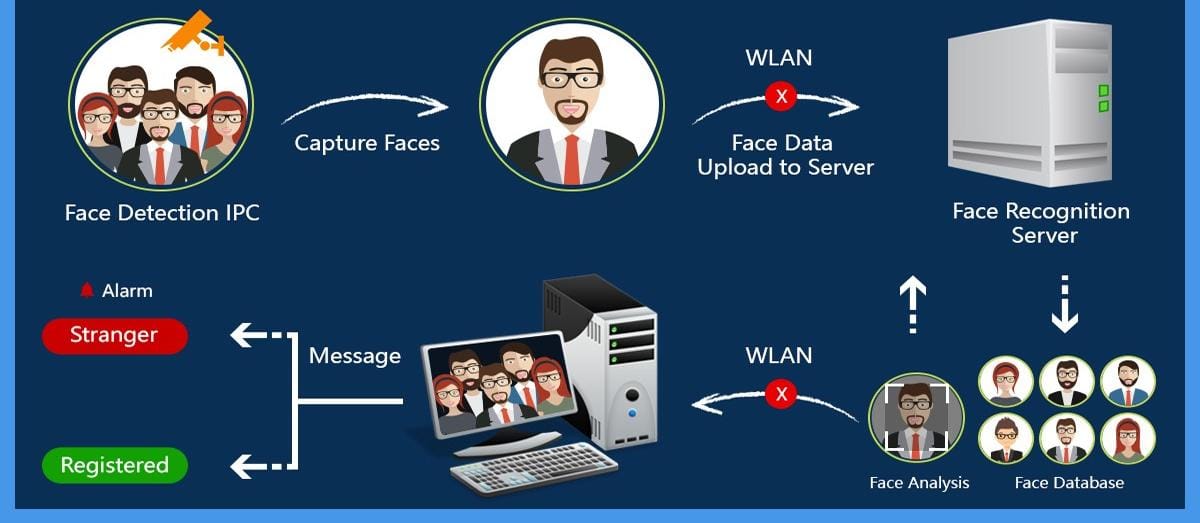 WLAN
X
Capture Faces
Face Data
Upload to Server
Face Detection IPC
Face Recognition
Server
Alarm
Stranger
Message
WLAN
X
Registered
Face Analysis
Face Database